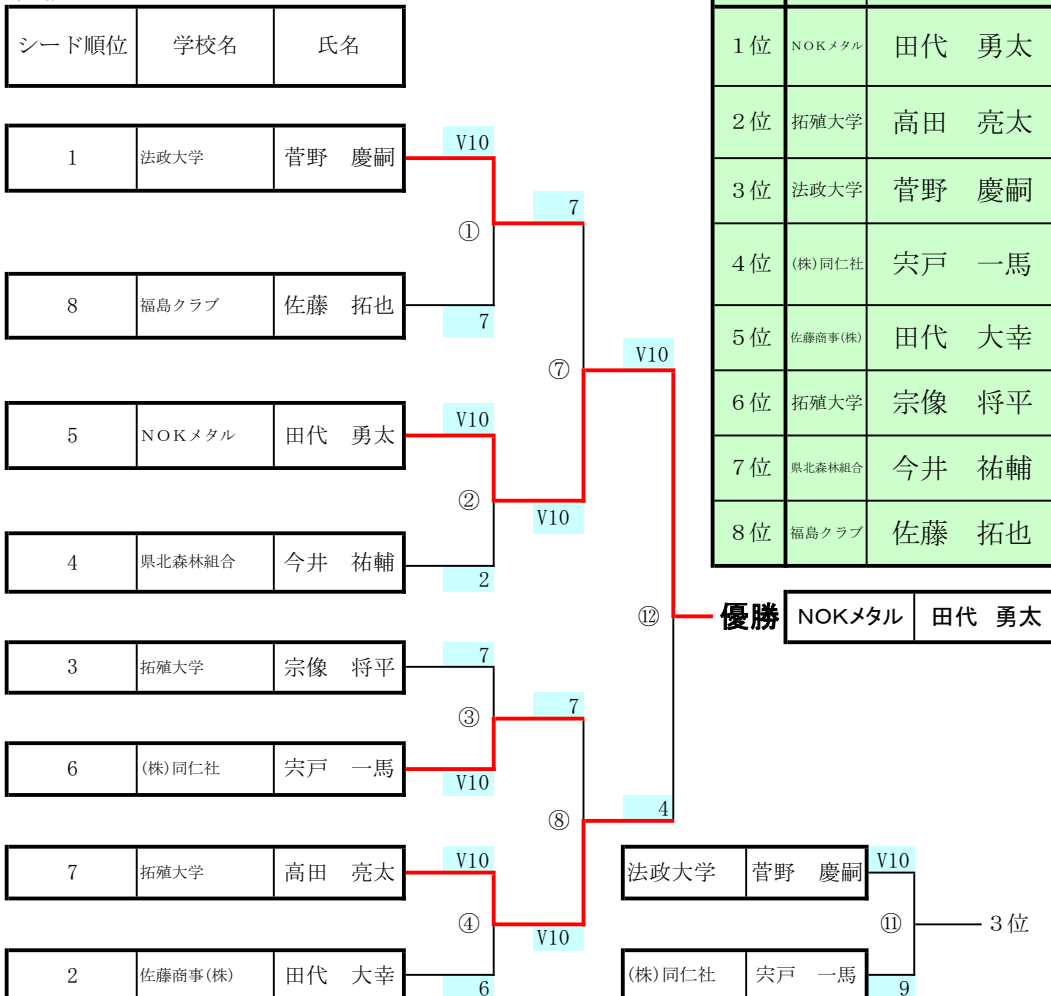 シード順位 学校名 氏名
1 法政大学 菅野 慶嗣 V10
① 7
8 福島クラブ 佐藤 拓也 7
⑦ V10
5 NOKメタル 田代 勇太 V10
② V10
4 県北森林組合 今井 祐輔 2
⑫
3 拓殖大学 宗像 将平 7
③ 7
6 (株)同仁社 宍戸 一馬 V10
⑧ 4
7 拓殖大学 高田 亮太 V10
④ V10
2 佐藤商事(株) 田代 大幸 6
1位 NOKメタル 田代 勇太
2位 拓殖大学 高田 亮太
3位 法政大学 菅野 慶嗣
4位 (株)同仁社 宍戸 一馬
5位 佐藤商事(株) 田代 大幸
6位 拓殖大学 宗像 将平
7位 県北森林組合 今井 祐輔
8位 福島クラブ 佐藤 拓也
優勝 NOKメタル 田代 勇太
法政大学 菅野 慶嗣 V10
⑪ 3位
(株)同仁社 宍戸 一馬 9